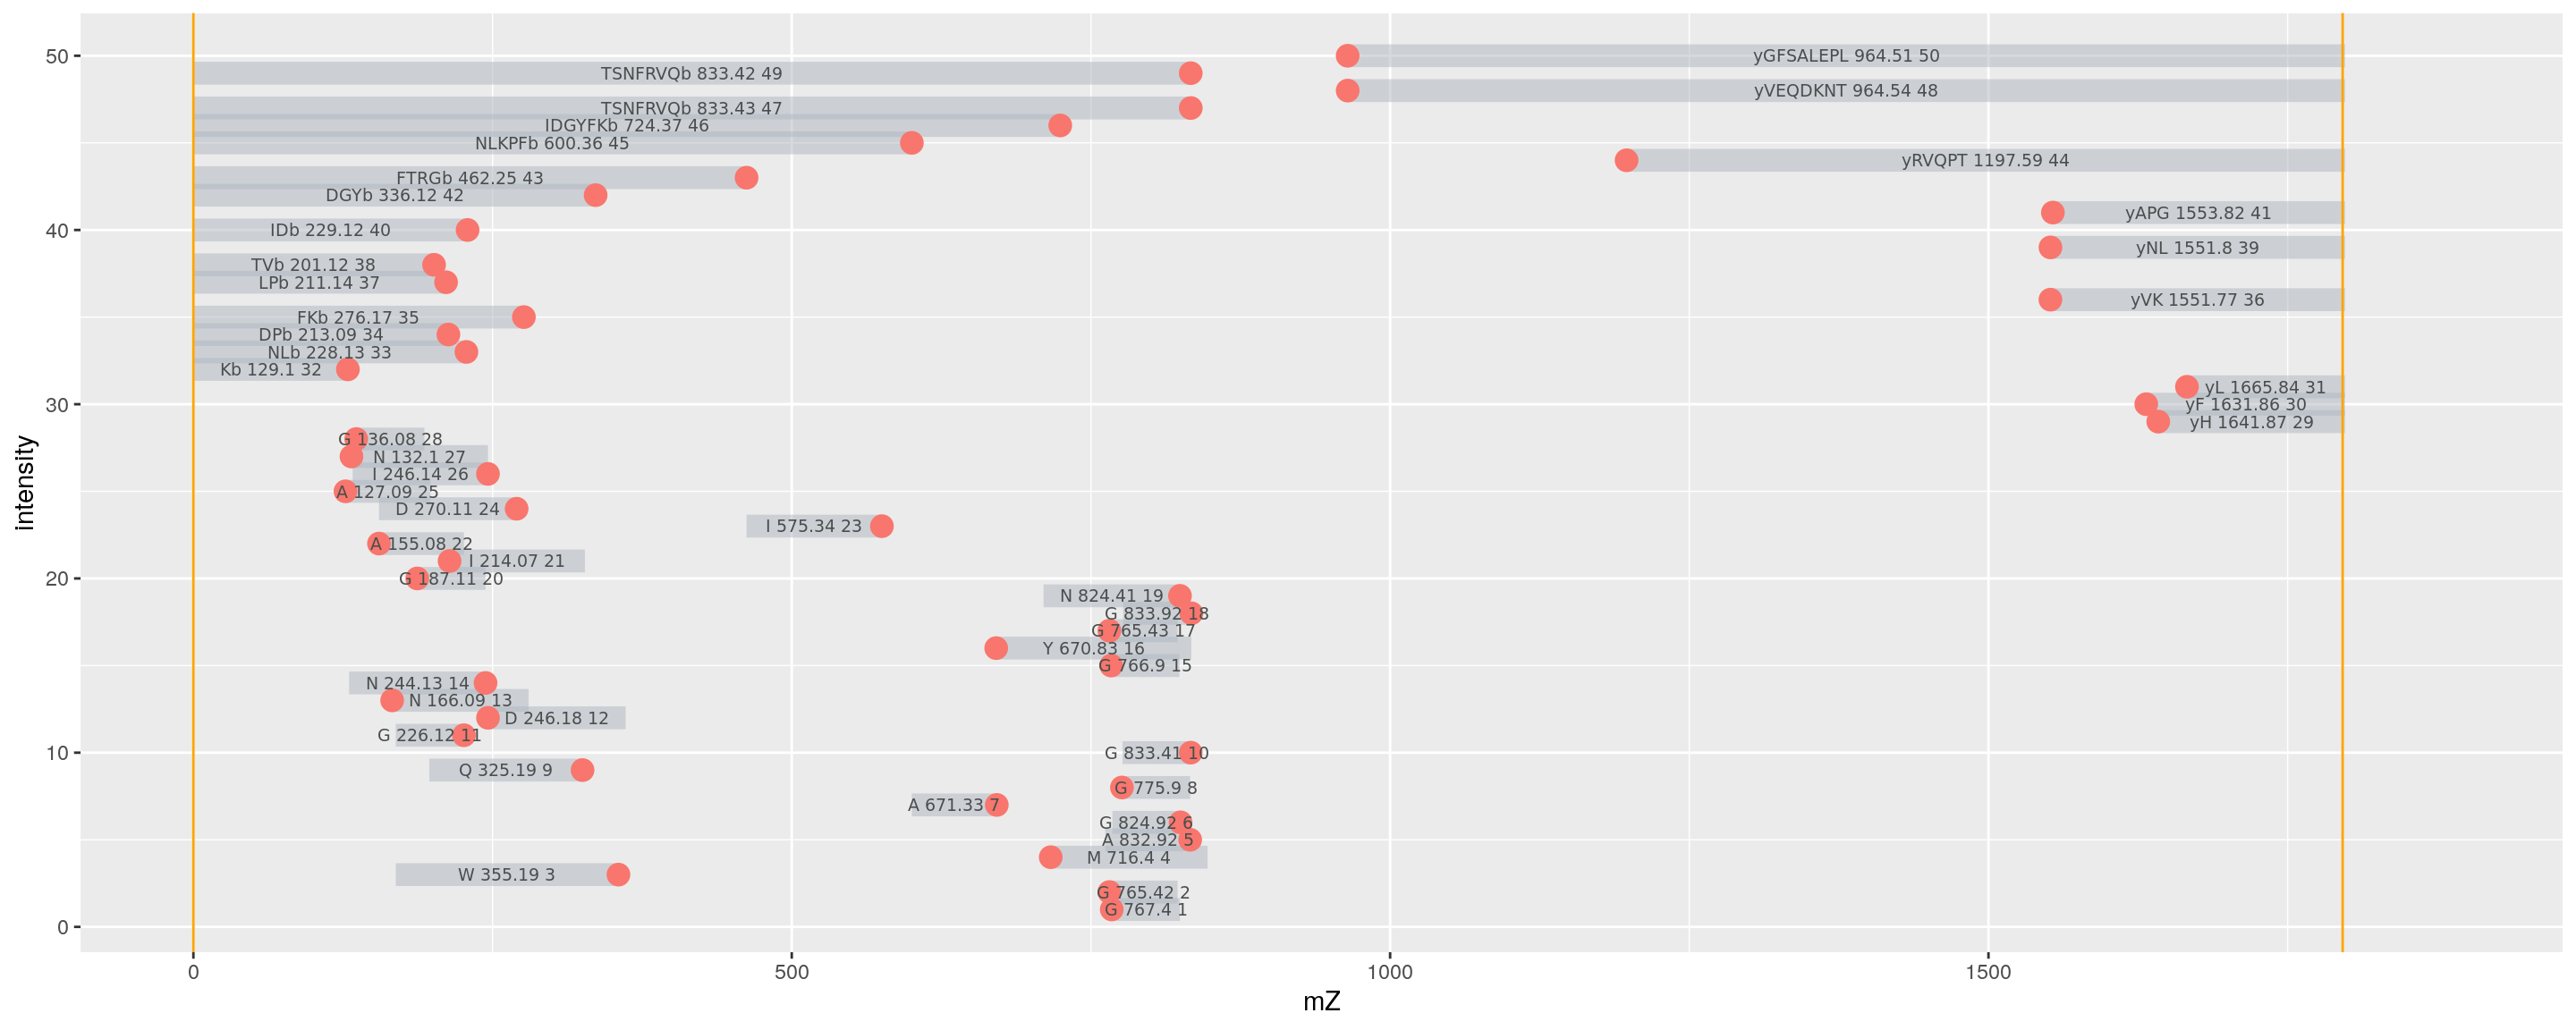 50
40
30
20
10
0
intensity
yGFSALEPL 964.51 50
TSNFRVQb 833.42 49
yVEQDKNT 964.54 48
TSNFRVQb 833.43 47
IDGYFKb 724.37 46
NLKPFb 600.36 45
yRVQPT 1197.59 44
FTRGb 462.25 43
DGYb 336.12 42
yAPG 1553.82 41
IDb 229.12 40
yNL 1551.8 39
TVb 201.12 38
LPb 211.14 37
yVK 1551.77 36
FKb 276.17 35
DPb 213.09 34
NLb 228.13 33
Kb 129.1 32
yL 1665.84 31
yF 1631.86 30
yH 1641.87 29
G 136.08 28
N 132.1 27
I 246.14 26
A 127.09 25
D 270.11 24
I 575.34 23
A 155.08 22
I 214.07 21
G 187.11 20
N 824.41 19
G 833.92 18
G 765.43 17
Y 670.83 16
G 766.9 15
N 244.13 14
N 166.09 13
D 246.18 12
G 226.12 11
G 833.41 10
Q 325.19 9
G 775.9 8
A 671.33 7
G 824.92 6
A 832.92 5
M 716.4 4
W 355.19 3
G 765.42 2
G 767.4 1
0 500 1000 1500
mZ